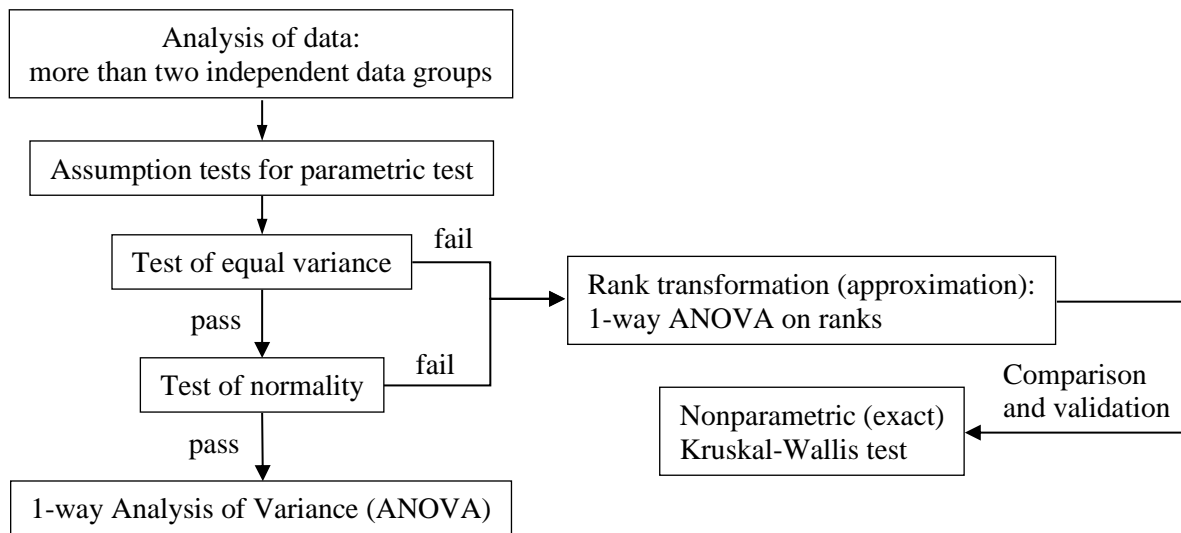 Analysis of data:
more than two independent data groups
Assumption tests for parametric test
Test of equal variance
fail
pass
Test of normality
fail
pass
1-way Analysis of Variance (ANOVA)
Rank transformation (approximation):
1-way ANOVA on ranks
Comparison
and validation
Nonparametric (exact)
Kruskal-Wallis test